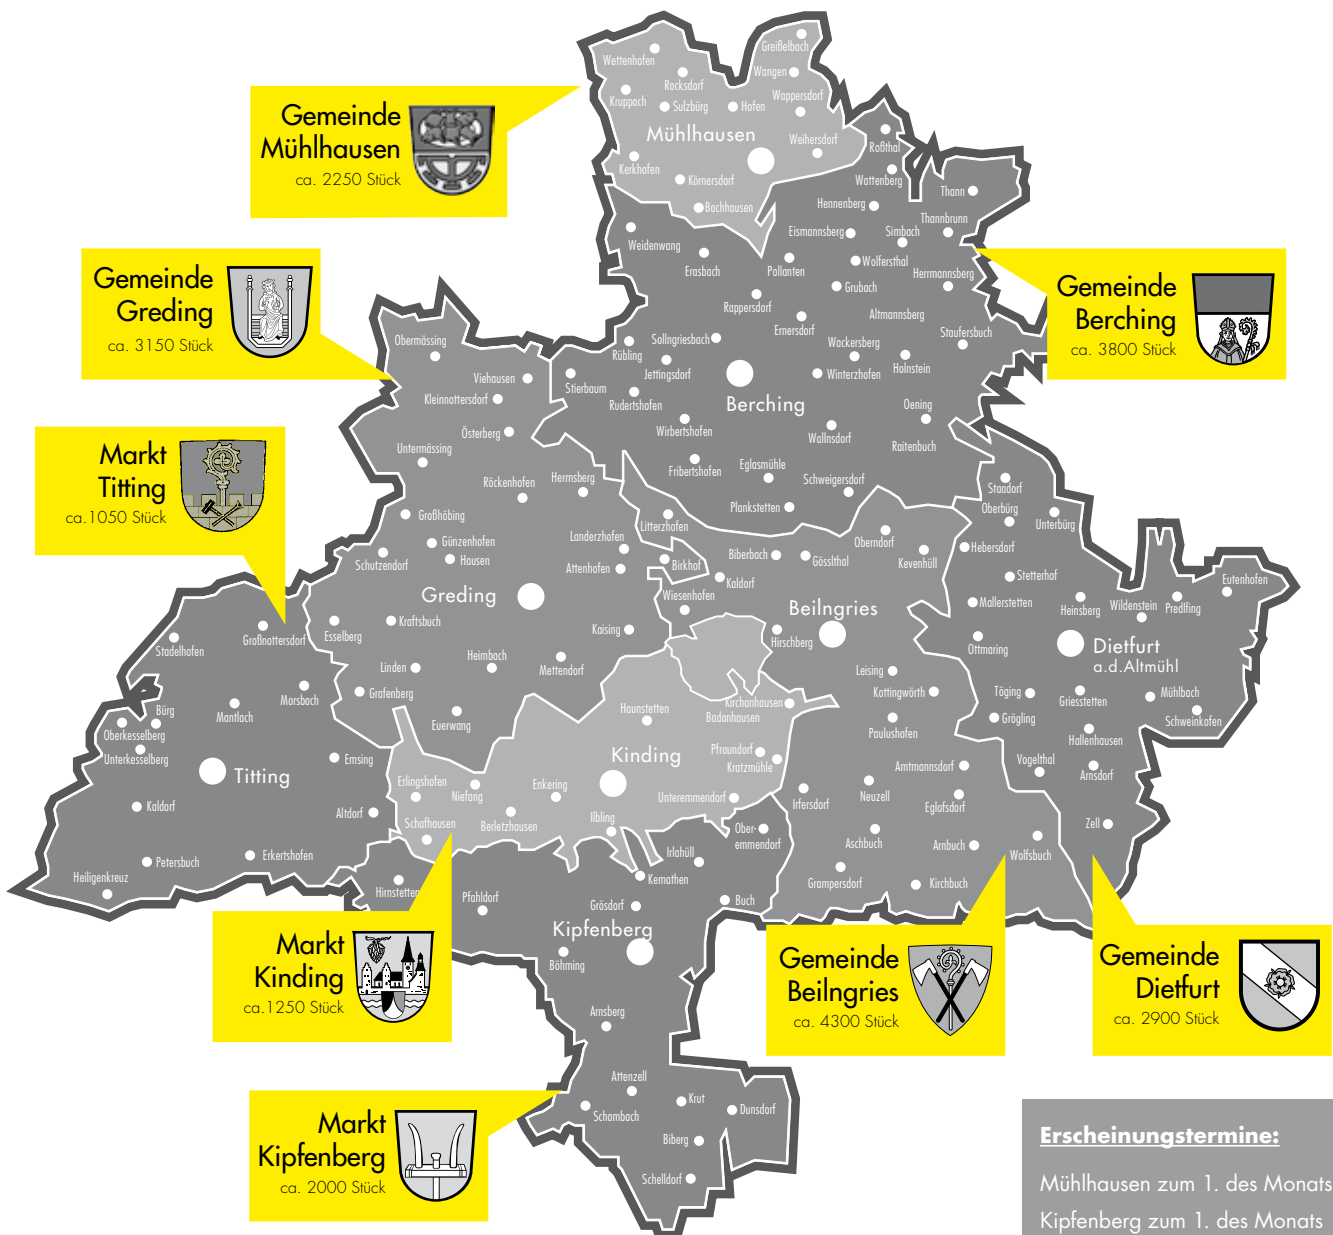 Greißelbach
Wettenhofen
Wangen
Rocksdorf
Kruppach
Wappersdorf
Sulzbürg
Hofen
Mühlhausen
Weihersdorf
Kerkhofen
Körnersdorf
Bachhausen
Gemeinde
Mühlhausen
ca. 2250 Stück
Roßthal
Wattenberg
Thann
Hennenberg
Thannbrunn
Eismannsberg
Simbach
Weidenwang
Erasbach
Pollanten
Wolfersthal
Herrmannsberg
Grubach
Rappersdorf
Altmannsberg
Ernersdorf
Staufersbuch
Sollngriesbach
Rübling
Wackersberg
Holnstein
Jettingsdorf
Stierbaum
Winterzhofen
Rudertshofen
Berching
Oening
Wirbertshofen
Wallnsdorf
Raitenbuch
Fribertshofen
Eglasmühle
Schweigersdorf
Plankstetten
Gemeinde
Berching
ca. 3800 Stück
Gemeinde
Greding
ca. 3150 Stück
Obermässing
Viehausen
Kleinnottersdorf
Österberg
Untermässing
Röckenhofen
Herrnsberg
Großhöbing
Günzenhofen
Landerzhofen
Schutzendorf
Hausen
Attenhofen
Greding
Kraftsbuch
Esselberg
Kaising
Linden
Heimbach
Mettendorf
Grafenberg
Euerwang
Markt
Titting
ca.1050 Stück
Großnottersdorf
Stadelhofen
Morsbach
Mantlach
Bürg
Oberkesselberg
Unterkesselberg
Titting
Emsing
Kaldorf
Altdorf
Petersbuch
Erkertshofen
Heiligenkreuz
Litterzhofen
Oberndorf
Biberbach
Gösslthal
Kevenhüll
Birkhof
Kaldorf
Wiesenhofen
Beilngries
Hirschberg
Leising
Kottingwörth
Paulushofen
Amtmannsdorf
Irfersdorf
Neuzell
Eglofsdorf
Aschbuch
Arnbuch
Wolfsbuch
Grampersdorf
Kirchbuch
Staadorf
Oberbürg
Unterbürg
Hebersdorf
Stetterhof
Eutenhofen
Mallerstetten
Heinsberg
Wildenstein
Predlfing
Ottmaring
Dietfurt
a.d.Altmühl
Töging
Griesstetten
Mühlbach
Grögling
Schweinkofen
Hallenhausen
Vogelthal
Arnsdorf
Zell
Haunstetten
Kirchanhausen
Badanhausen
Kinding
Pfraundorf
Kratzmühle
Erlingshofen
Niefang
Enkering
Unteremmendorf
Schafhausen
Berletzhausen
Ilbling
Ober-
emmendorf
Irlahüll
Kemathen
Hirnstetten
Pfahldorf
Grösdorf
Buch
Kipfenberg
Böhming
Arnsberg
Attenzell
Krut
Schambach
Dunsdorf
Biberg
Schelldorf
Markt
Kinding
ca.1250 Stück
Gemeinde
Beilngries
ca. 4300 Stück
Gemeinde
Dietfurt
ca. 2900 Stück
Markt
Kipfenberg
ca. 2000 Stück
Erscheinungstermine:
Mühlhausen zum 1. des Monats
Kipfenberg zum 1. des Monats